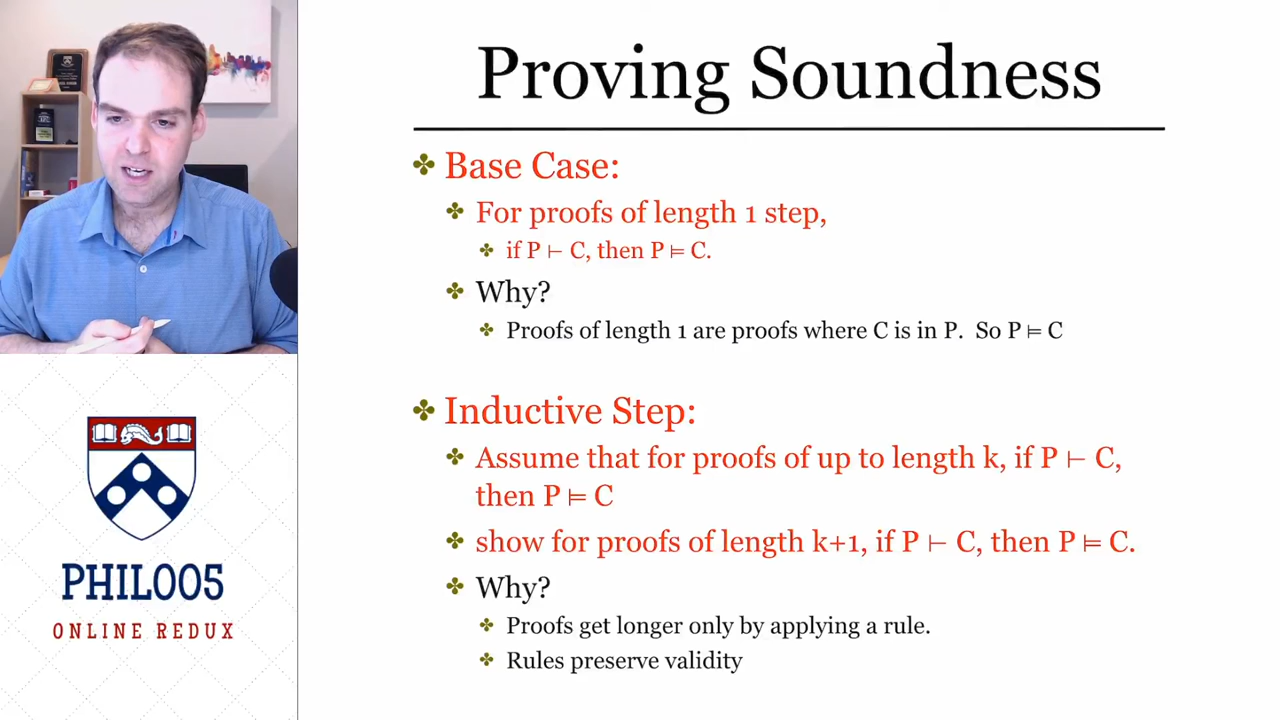 Proving Soundness
Base Case:
For proofs of length 1 step,
if P ⊢ C, then P ⊨ C.
Why?
Proofs of length 1 are proofs where C is in P. So P ⊨ C
Inductive Step:
Assume that for proofs of up to length k, if P ⊢ C,
then P ⊨ C
show for proofs of length k+1, if P ⊢ C, then P ⊨ C.
Why?
Proofs get longer only by applying a rule.
Rules preserve validity
PHIL005
ONLINE REDUX